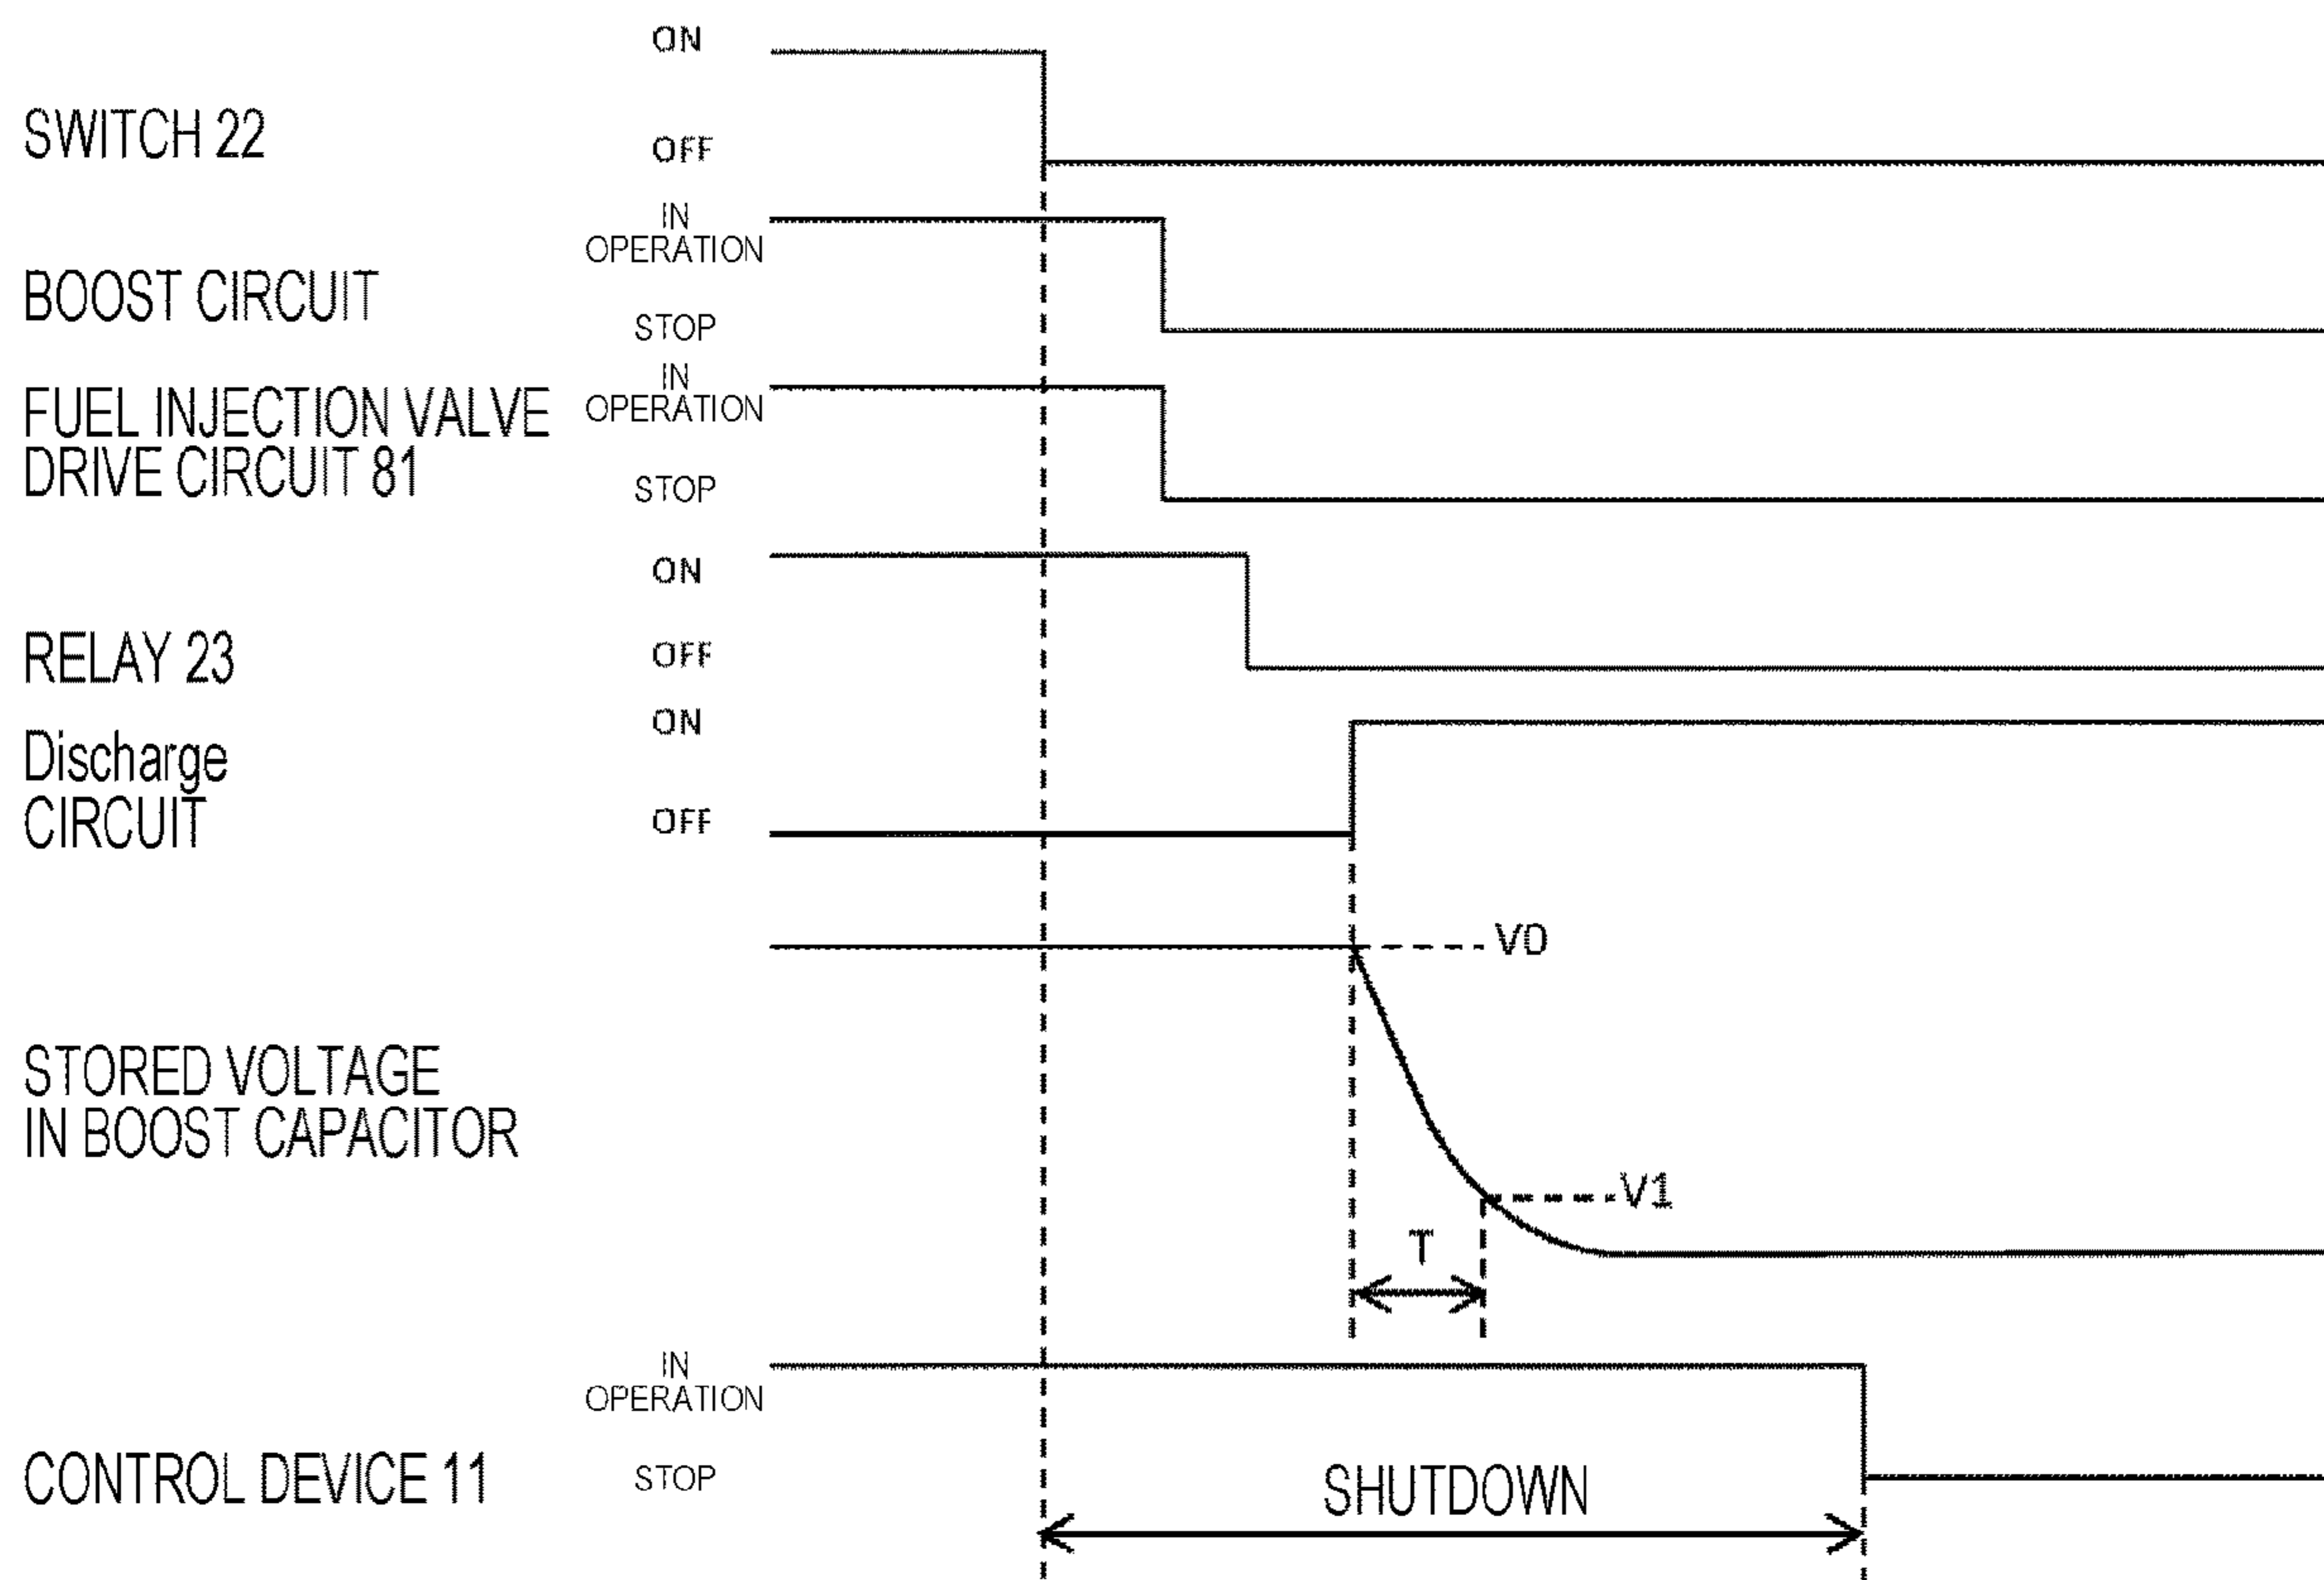 ON
SWITCH 22
OFF
IN
OPERATION
BOOST CIRCUIT
STOP
IN
OPERATION
FUEL INJECTION VALVE
DRIVE CIRCUIT 81
STOP
ON
RELAY 23
OFF
ON
Discharge
CIRCUIT
OFF
V0
STORED VOLTAGE
IN BOOST CAPACITOR
V1
T
IN
OPERATION
CONTROL DEVICE 11
STOP
SHUTDOWN